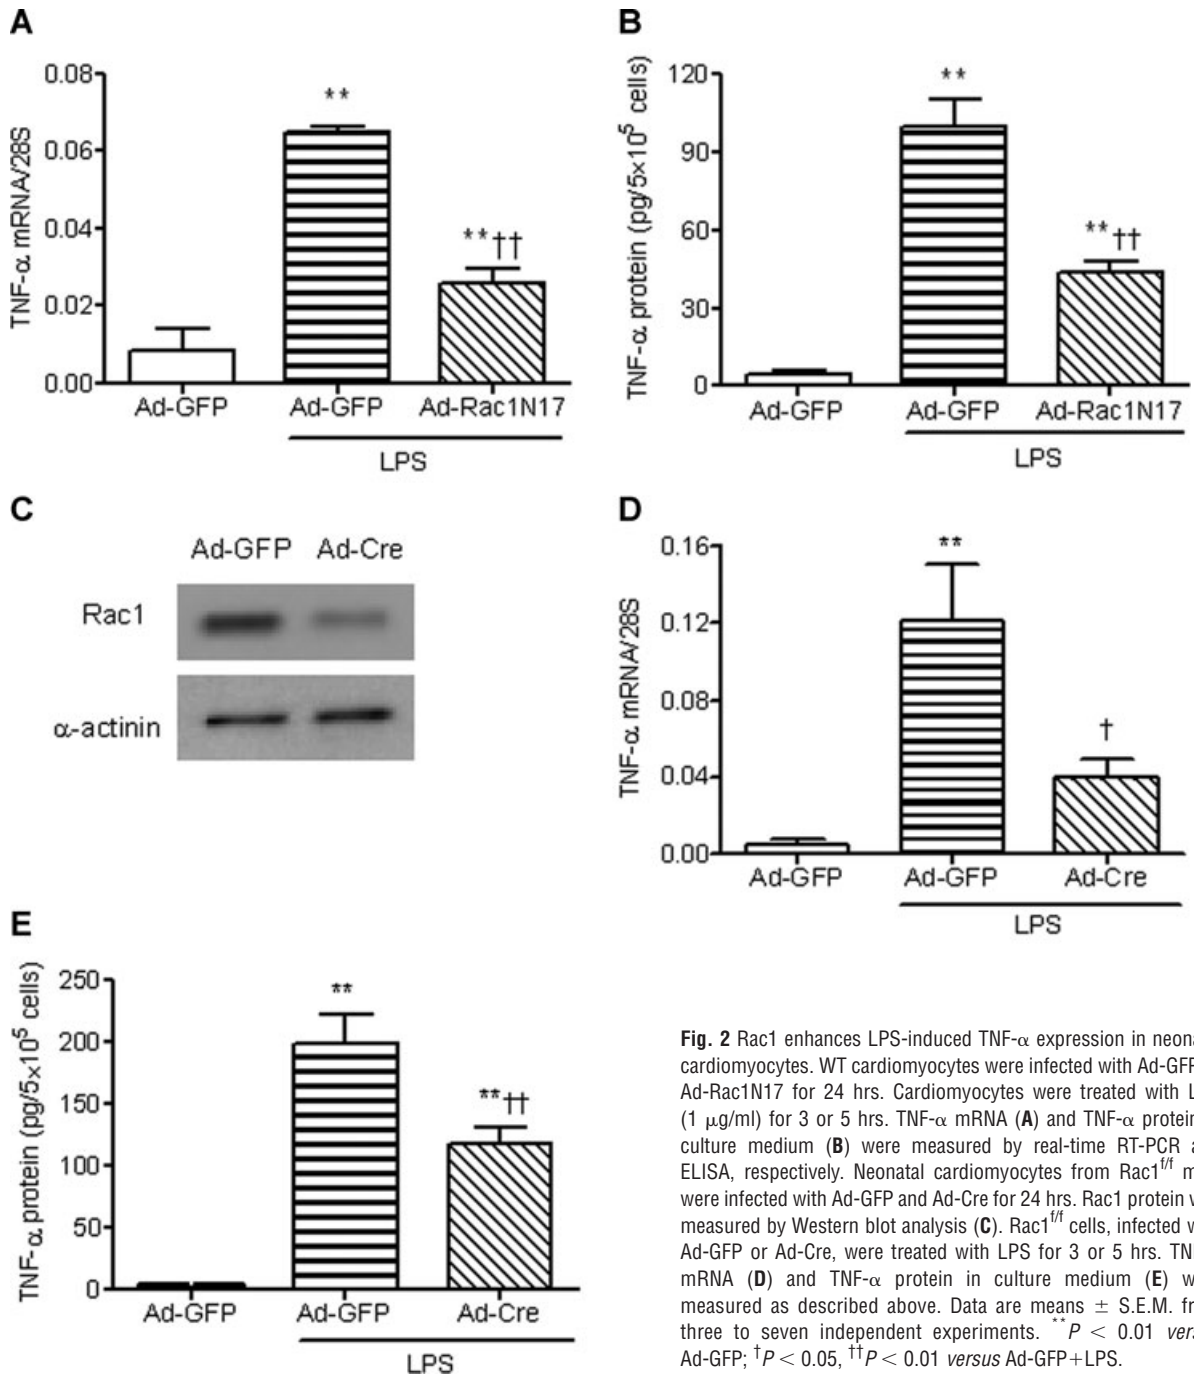 A
TNF-α mRNA/28S
0.08
0.06
0.04
0.02
0.00
**
**††
Ad-GFP Ad-GFP Ad-Rac1N17
LPS
B
TNF-α protein (pg/5×10⁵ cells)
120
90
60
30
0
**
**††
Ad-GFP Ad-GFP Ad-Rac1N17
LPS
C
Ad-GFP Ad-Cre
Rac1
α-actinin
D
TNF-α mRNA/28S
0.16
0.12
0.08
0.04
0.00
**
†
Ad-GFP Ad-GFP Ad-Cre
LPS
E
TNF-α protein (pg/5×10⁵ cells)
250
200
150
100
50
0
**
**††
Ad-GFP Ad-GFP Ad-Cre
LPS
Fig. 2 Rac1 enhances LPS-induced TNF-α expression in neona
cardiomyocytes. WT cardiomyocytes were infected with Ad-GFP
Ad-Rac1N17 for 24 hrs. Cardiomyocytes were treated with L
(1 μg/ml) for 3 or 5 hrs. TNF-α mRNA (A) and TNF-α protein
culture medium (B) were measured by real-time RT-PCR a
ELISA, respectively. Neonatal cardiomyocytes from Rac1f/f m
were infected with Ad-GFP and Ad-Cre for 24 hrs. Rac1 protein w
measured by Western blot analysis (C). Rac1f/f cells, infected w
Ad-GFP or Ad-Cre, were treated with LPS for 3 or 5 hrs. TN
mRNA (D) and TNF-α protein in culture medium (E) w
measured as described above. Data are means ± S.E.M. fr
three to seven independent experiments. **P < 0.01 vers
Ad-GFP; †P < 0.05, ††P < 0.01 versus Ad-GFP+LPS.